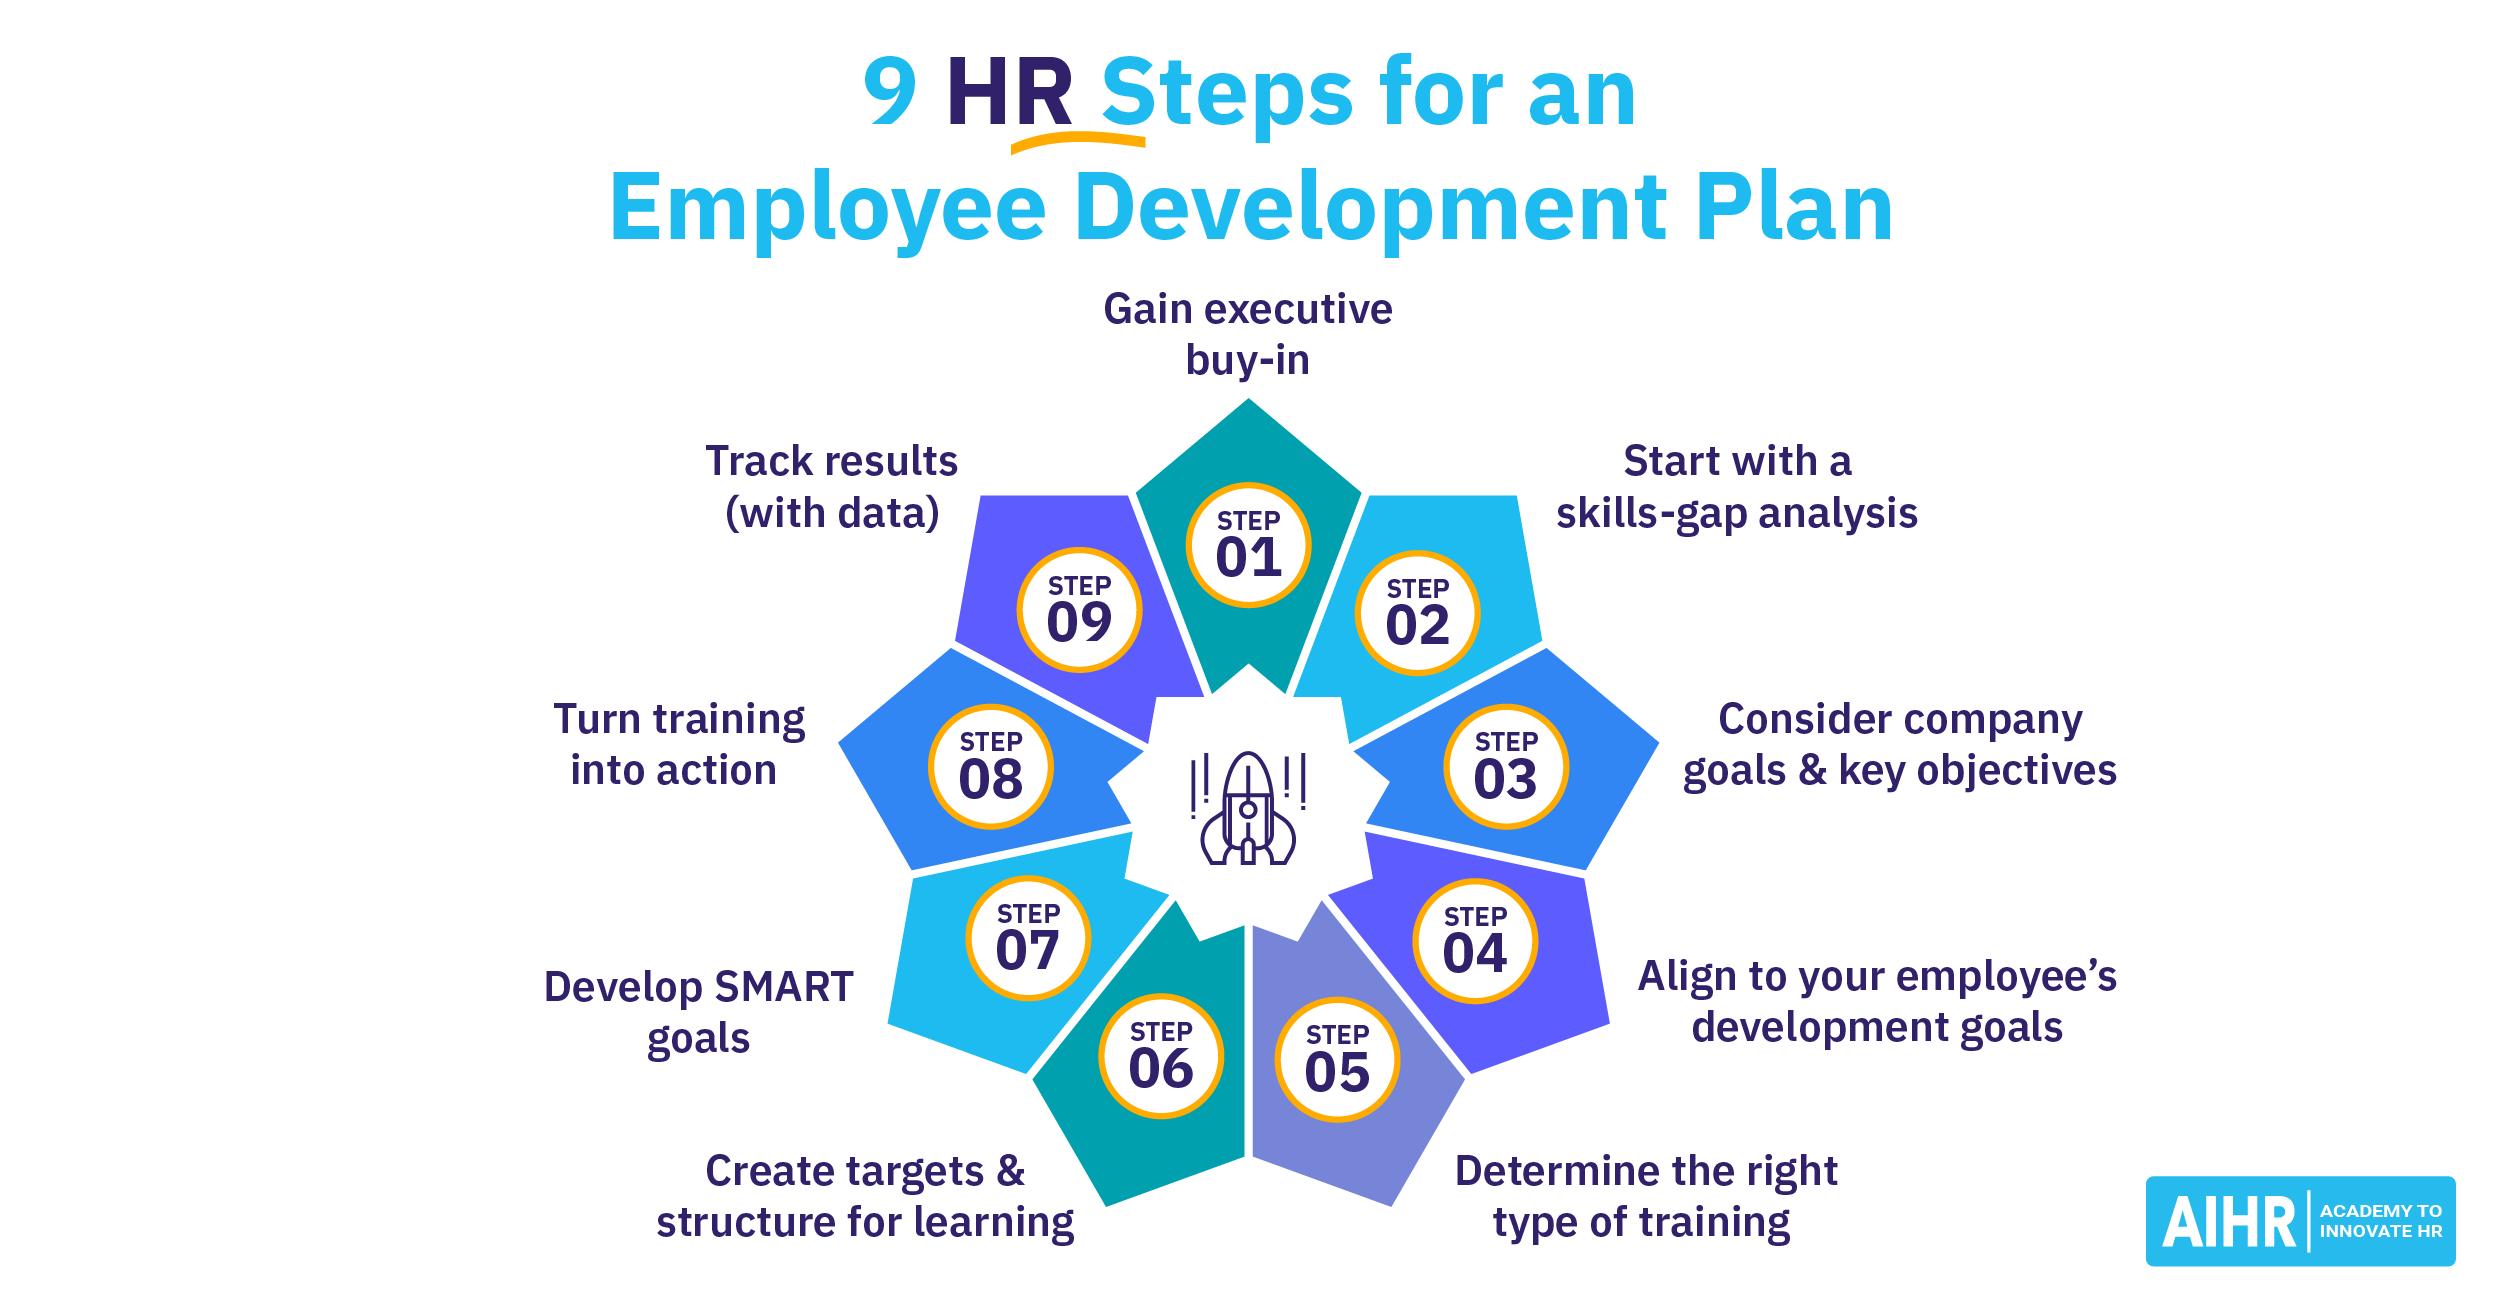 9 HR Steps for an
Employee Development Plan
Gain executive
buy-in
STEP
01
Start with a
skills-gap analysis
STEP
02
Consider company
goals & key objectives
STEP
03
Align to your employee’s
development goals
STEP
04
Determine the right
type of training
STEP
05
Create targets &
structure for learning
STEP
06
Develop SMART
goals
STEP
07
Turn training
into action
STEP
08
Track results
(with data)
STEP
09
AIHR
ACADEMY TO
INNOVATE HR